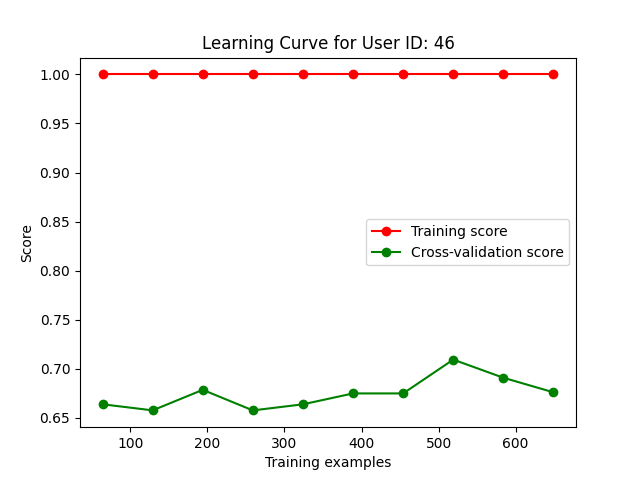 Learning Curve for User ID: 46
1.00
0.95
0.90
0.85
0.80
0.75
0.70
0.65
Score
Training score
Cross-validation score
100 200 300 400 500 600
Training examples